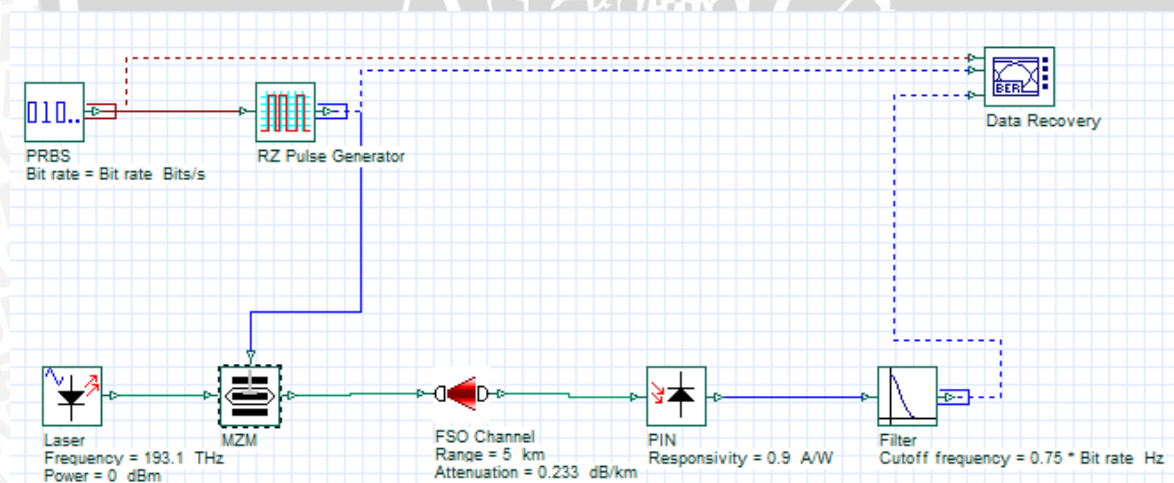 010..
BER
Data Recovery
PRBS
Bit rate = Bit rate Bits/s
RZ Pulse Generator
Laser
Frequency = 193.1 THz
Power = 0 dBm
MZM
FSO Channel
Range = 5 km
Attenuation = 0.233 dB/km
PIN
Responsivity = 0.9 A/W
Filter
Cutoff frequency = 0.75 * Bit rate Hz